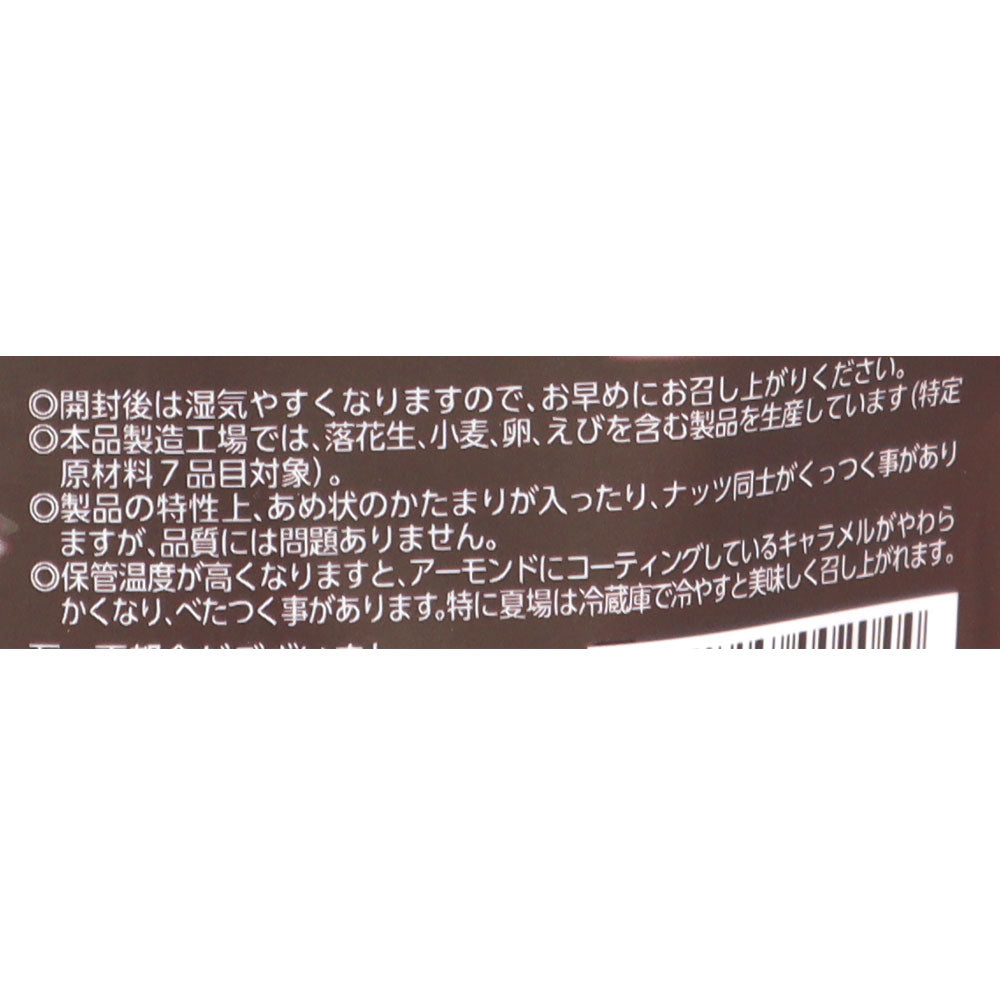 ◎開封後は湿気やすくなりますので、お早めにお召し上がりください。
◎本品製造工場では、落花生、小麦、卵、えびを含む製品を生産しています(特定
原材料7品目対象)。
◎製品の特性上、あめ状のかたまりが入ったり、ナッツ同士がくっつく事があり
ますが、品質には問題ありません。
◎保管温度が高くなりますと、アーモンドにコーティングしているキャラメルがやわら
かくなり、べたつく事があります。特に夏場は冷蔵庫で冷やすと美味しく召し上がれます。